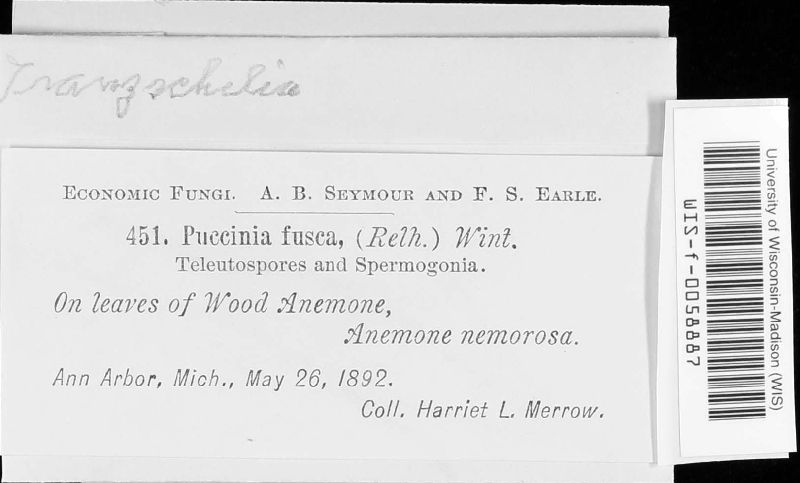 Tranzschelia
Economic Fungi. A. B. Seymour and F. S. Earle.
451. Puccinia fusca, (Relh.) Wint.
Teleutospores and Spermogonia.
On leaves of Wood Anemone,
Anemone nemorosa.
Ann Arbor, Mich., May 26, 1892.
Coll. Harriet L. Merrow.
University of Wisconsin-Madison (WIS)
WIS-f-0058887